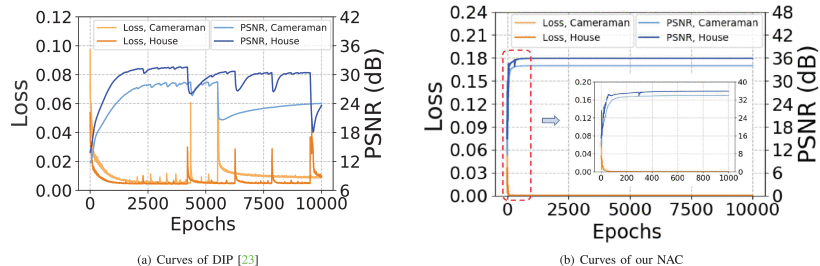 Loss, Cameraman
Loss, House
PSNR, Cameraman
PSNR, House
0.12
0.10
0.08
0.06
0.04
0.02
0.00
Loss
42
36
30
24
18
12
6
PSNR (dB)
0 2500 5000 7500 10000
Epochs
(a) Curves of DIP [23]
Loss, Cameraman
Loss, House
PSNR, Cameraman
PSNR, House
0.24
0.21
0.18
0.15
0.12
0.09
0.06
0.03
0.00
Loss
48
42
36
30
24
18
12
6
0
PSNR (dB)
0.20
0.16
0.12
0.08
0.04
0.00
40
32
24
16
8
0
0 200 400 600 800 1000
0 2500 5000 7500 10000
Epochs
(b) Curves of our NAC